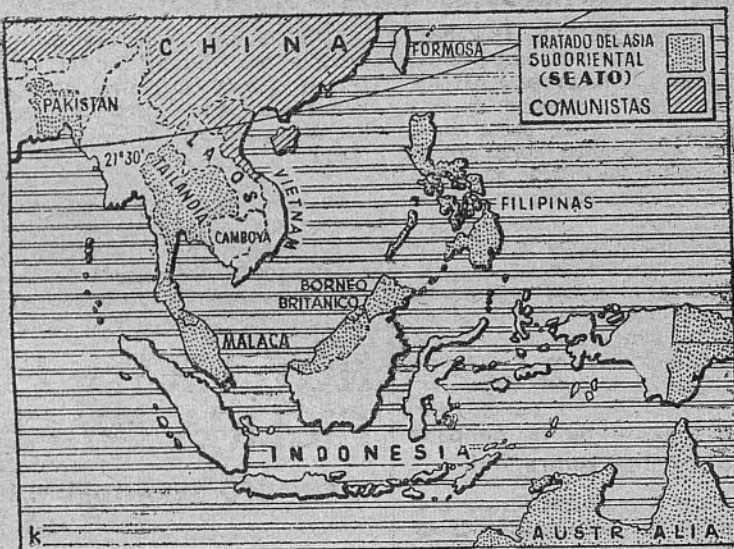 CHINA
FORMOSA
TRATADO DEL ASIA
SUDORIENTAL
(SEATO)
COMUNISTAS
PAKISTAN
21°30'
LAOS
TAILANDIA
VIETNAM
CAMBOYA
FILIPINAS
BORNEO
BRITANICO
MALACA
INDONESIA
AUSTRALIA
k